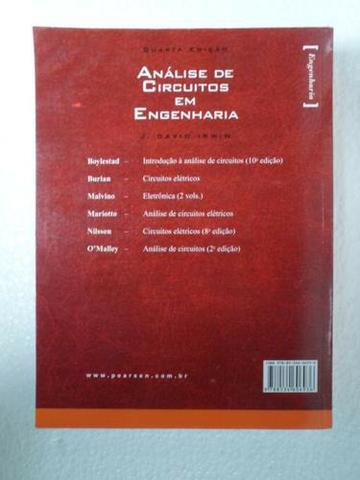 QUARTA EDIÇÃO
ANÁLISE DE
CIRCUITOS
EM
ENGENHARIA
J. DAVID IRWIN
[ Engenharia ]
Boylestad – Introdução à análise de circuitos (10ª edição)
Burian – Circuitos elétricos
Malvino – Eletrônica (2 vols.)
Mariotto – Análise de circuitos elétricos
Nilsson – Circuitos elétricos (8ª edição)
O'Malley – Análise de circuitos (2ª edição)
www.pearson.com.br